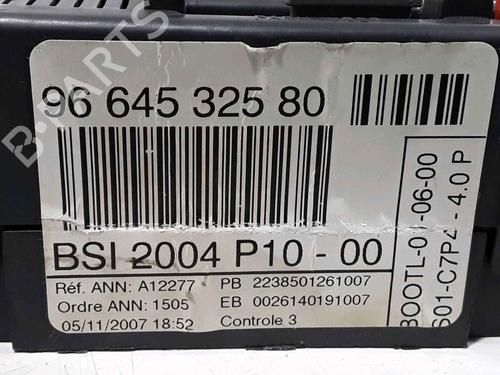 96 645 325 80
BSI 2004 P10 - 00
Réf. ANN: A12277 PB 2238501261007
Ordre ANN: 1505 EB 0026140191007
05/11/2007 18:52 Controle 3
BOOTL-07-06-00
S01-C7P4 - 4.0 P
B-PARTS